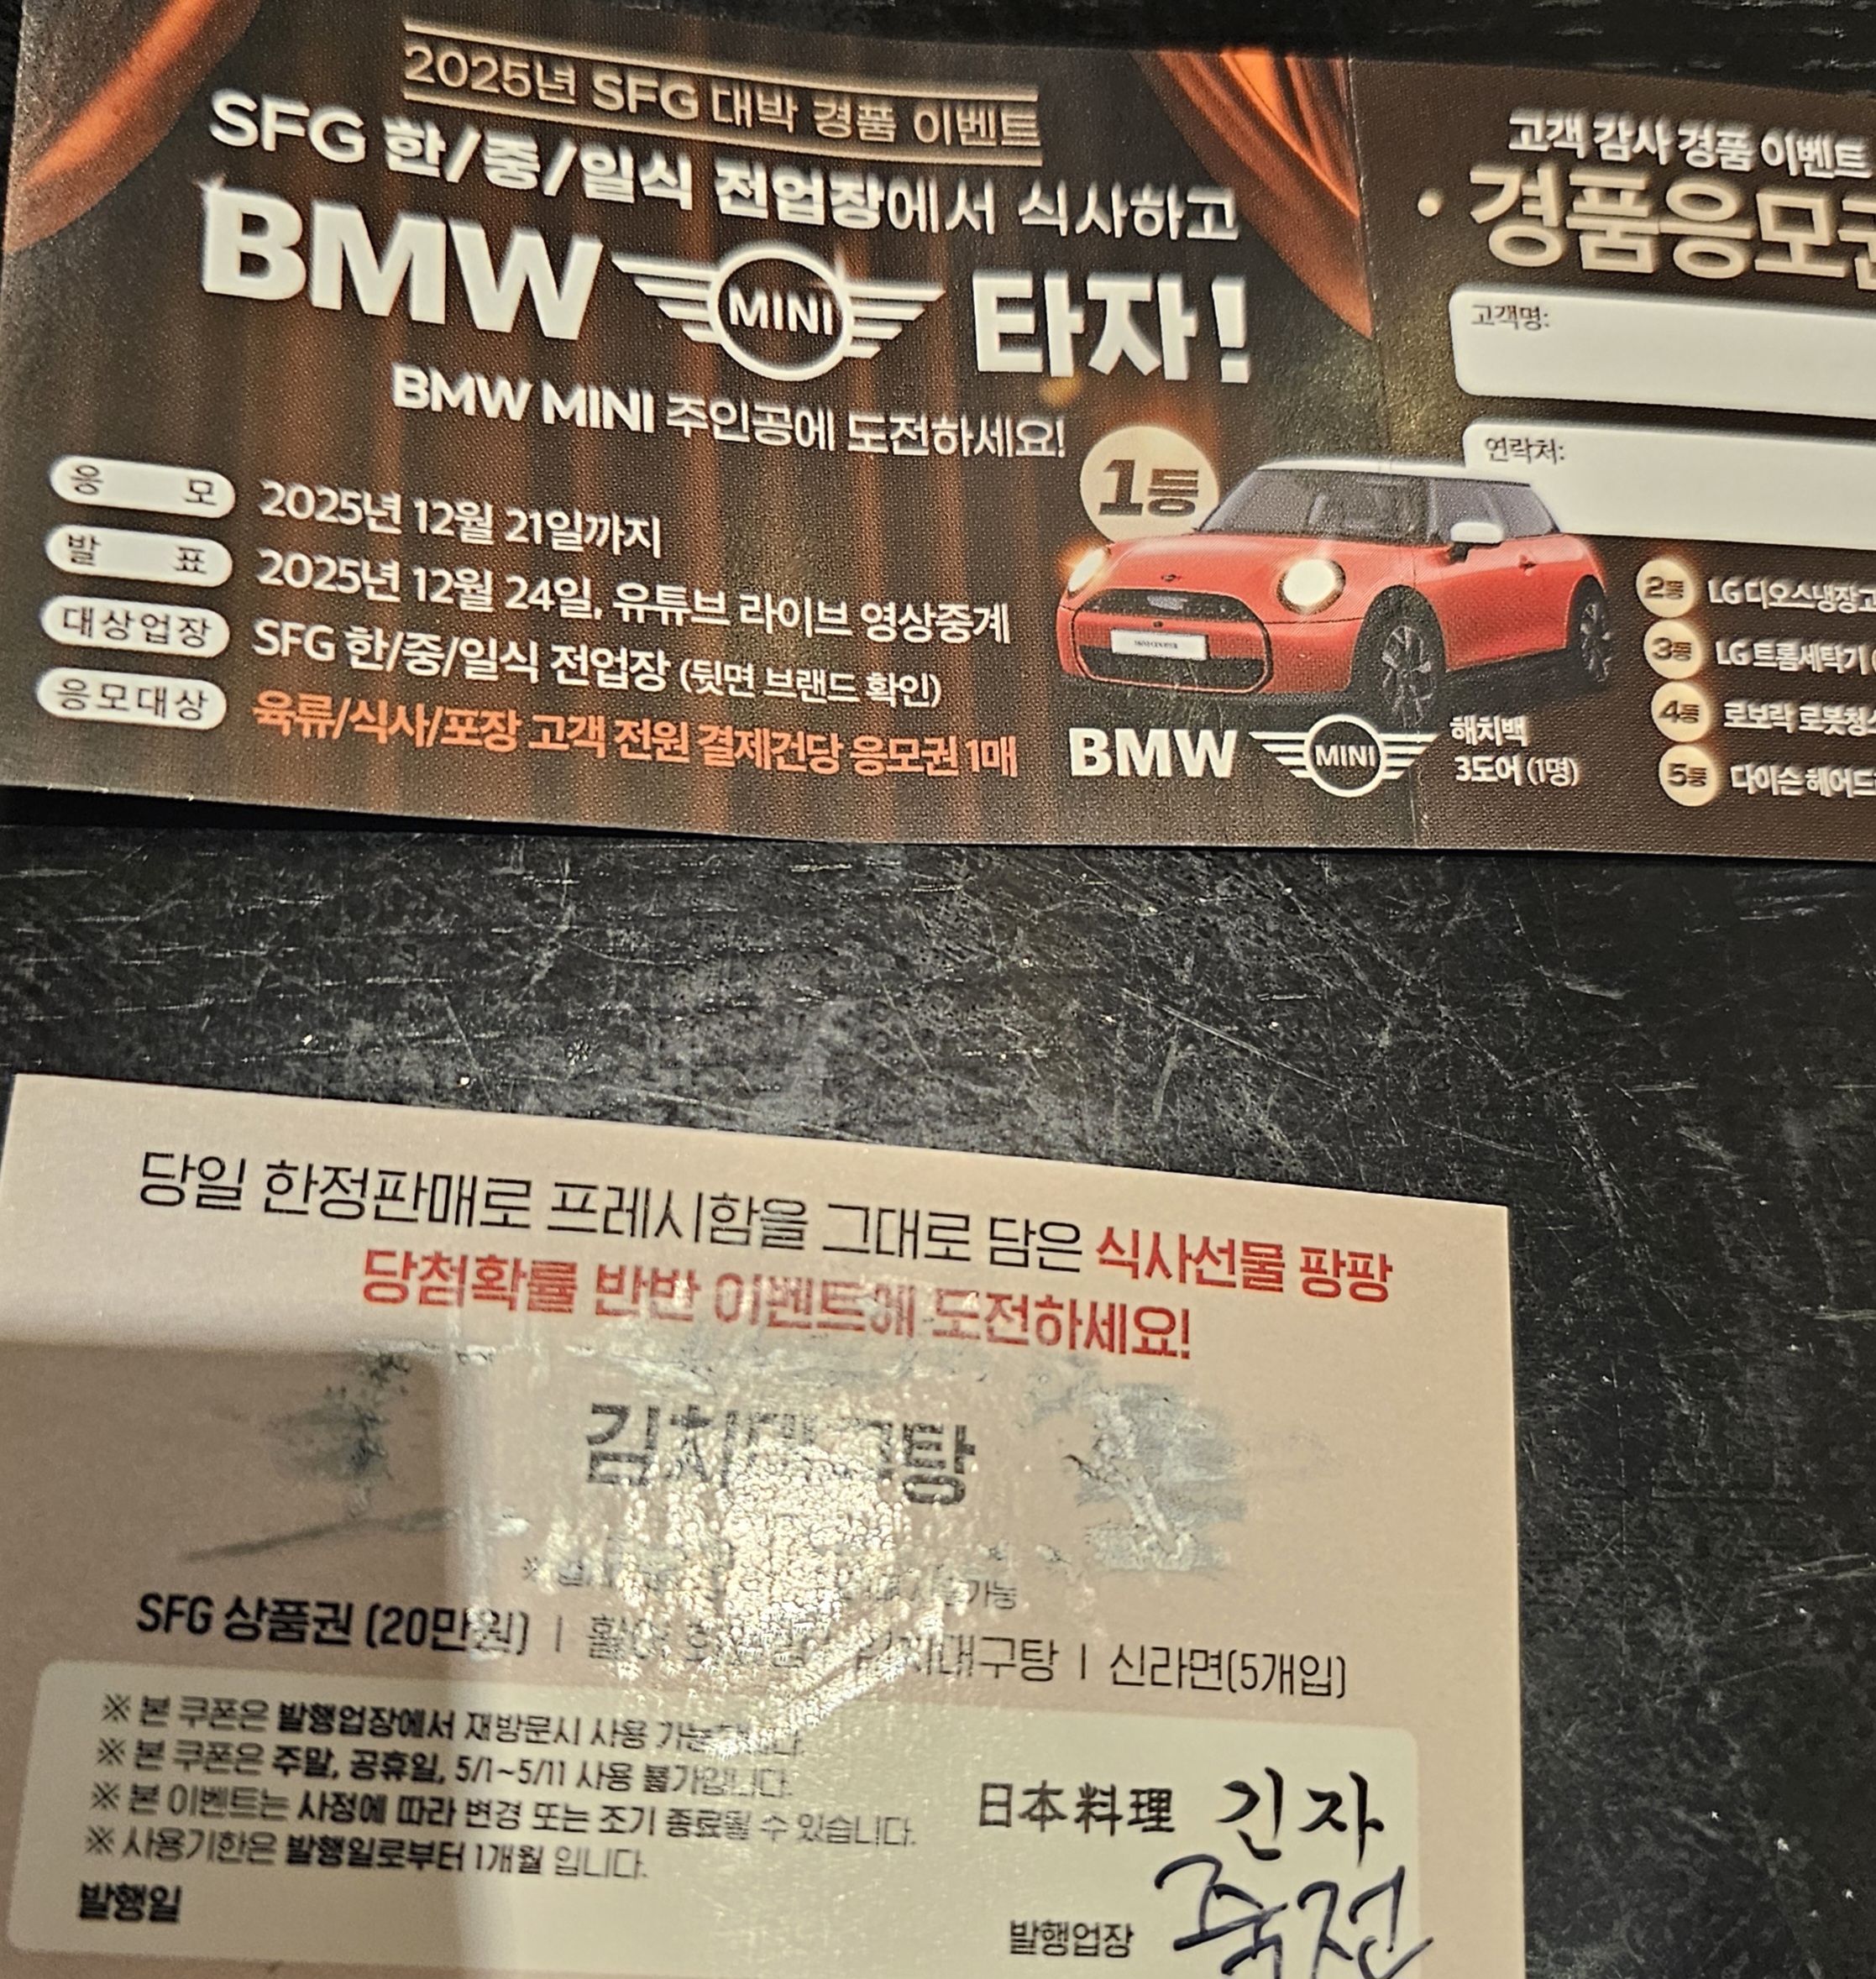 2025년 SFG 대박 경품 이벤트
SFG 한/중/일식 전업장에서 식사하고
BMW MINI 타자!
BMW MINI 주인공에 도전하세요!
응 모 2025년 12월 21일까지
발 표 2025년 12월 24일, 유튜브 라이브 영상중계
대상업장 SFG 한/중/일식 전업장 (뒷면 브랜드 확인)
응모대상 육류/식사/포장 고객 전원 결제건당 응모권 1매
1등
BMW MINI 해치백
3도어 (1명)
고객 감사 경품 이벤트
경품응모권
고객명:
연락처:
2등 LG 디오스냉장고
3등 LG 트롬세탁기
4등 로보락 로봇청소
5등 다이슨 헤어드
당일 한정판매로 프레시함을 그대로 담은 식사선물 팡팡
당첨확률 반반 이벤트에 도전하세요!
김치대구탕
SFG 상품권 (20만원) | 활어 | 김치대구탕 | 신라면(5개입)
※ 본 쿠폰은 발행업장에서 재방문시 사용 가능합니다.
※ 본 쿠폰은 주말, 공휴일, 5/1~5/11 사용 불가입니다.
※ 본 이벤트는 사정에 따라 변경 또는 조기 종료될 수 있습니다.
※ 사용기한은 발행일로부터 1개월 입니다.
발행일
日本料理 긴자
발행업장 죽전